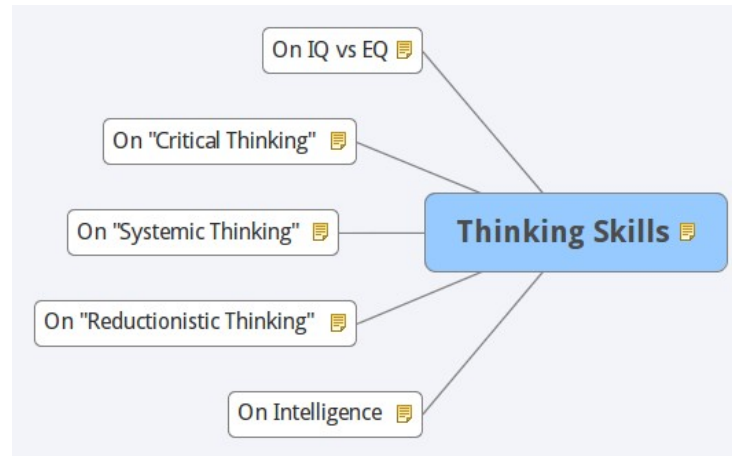 On IQ vs EQ
On "Critical Thinking"
On "Systemic Thinking"
Thinking Skills
On "Reductionistic Thinking"
On Intelligence